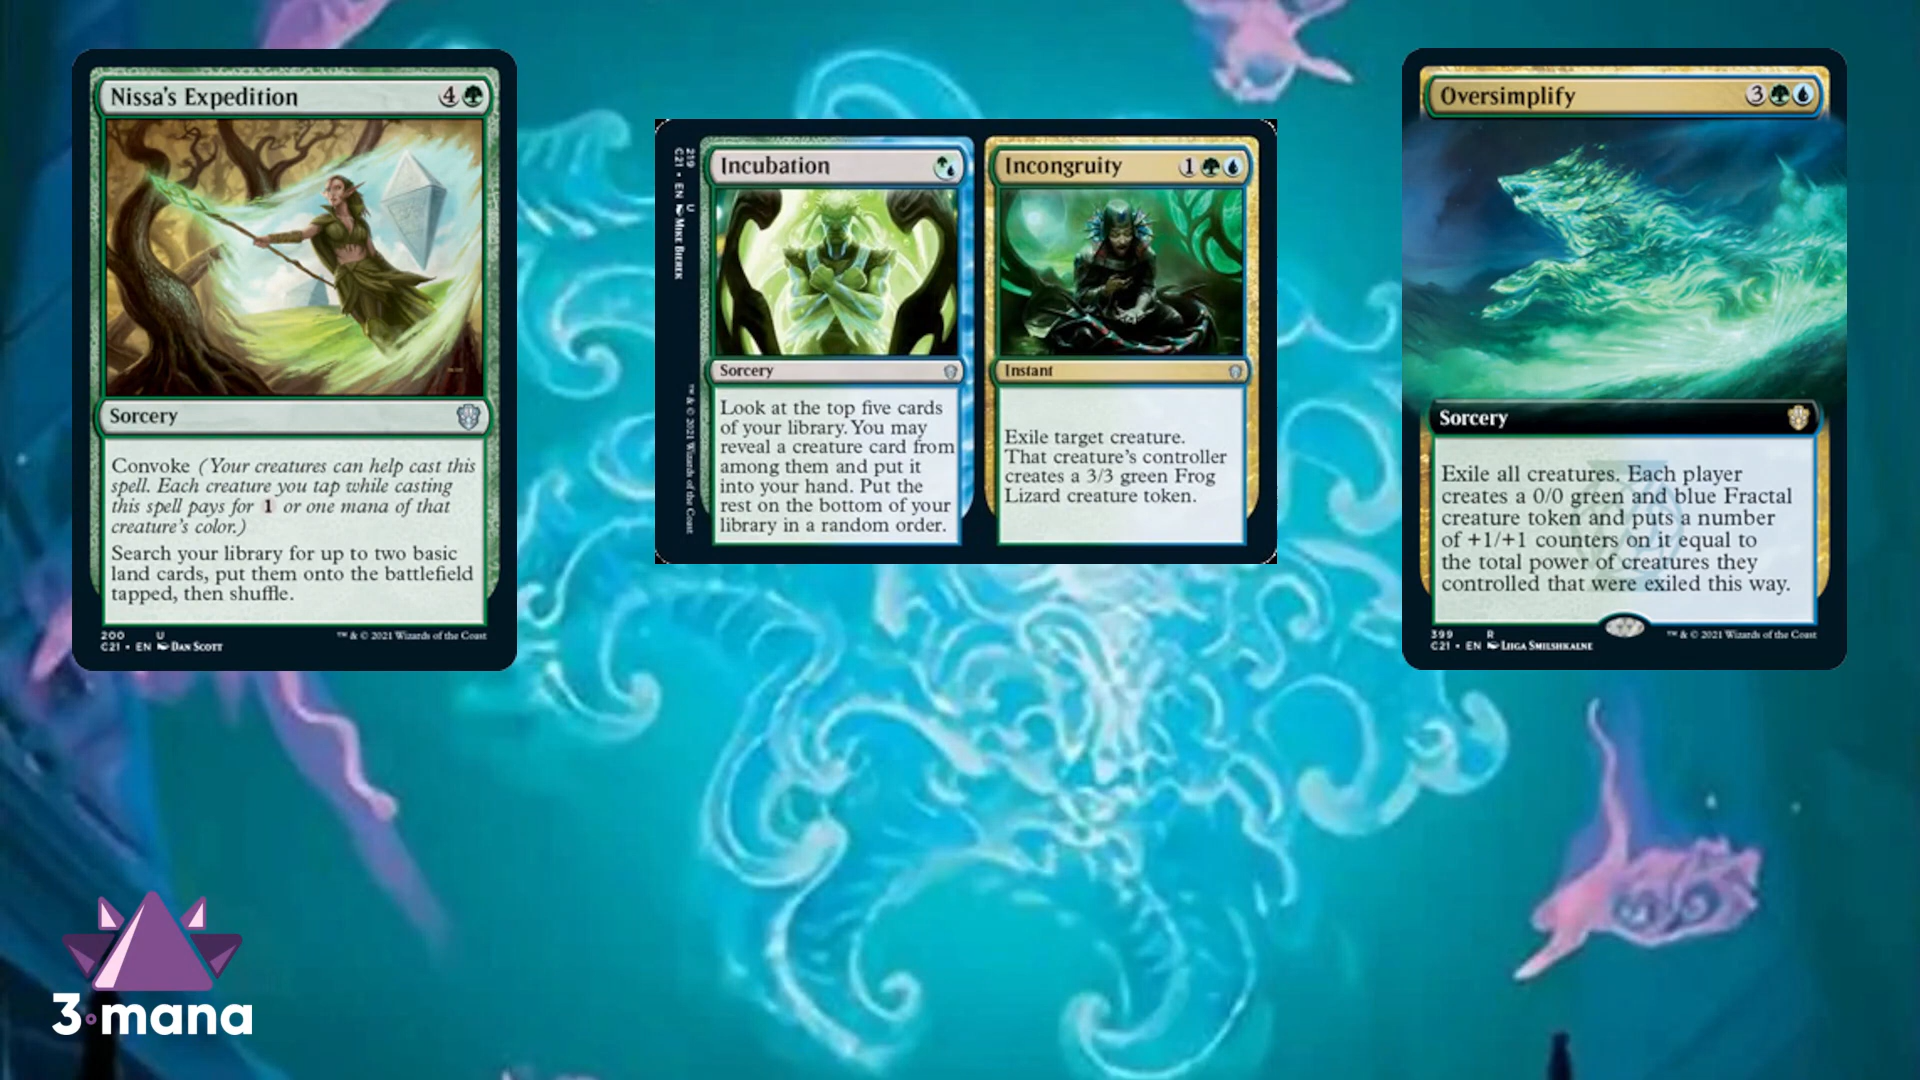 Nissa's Expedition 4
Sorcery
Convoke (Your creatures can help cast this
spell. Each creature you tap while casting
this spell pays for 1 or one mana of that
creature's color.)
Search your library for up to two basic
land cards, put them onto the battlefield
tapped, then shuffle.
200 U
C21 • EN DAN SCOTT
™ & © 2021 Wizards of the Coast
219 U
C21 • EN MIKE BIEREK
™ & © 2021 Wizards of the Coast
Incubation
Sorcery
Look at the top five cards
of your library. You may
reveal a creature card from
among them and put it
into your hand. Put the
rest on the bottom of your
library in a random order.
Incongruity 1
Instant
Exile target creature.
That creature's controller
creates a 3/3 green Frog
Lizard creature token.
Oversimplify 3
Sorcery
Exile all creatures. Each player
creates a 0/0 green and blue Fractal
creature token and puts a number
of +1/+1 counters on it equal to
the total power of creatures they
controlled that were exiled this way.
399 R
C21 • EN LIIGA SMILSHKALNE
™ & © 2021 Wizards of the Coast
3•mana